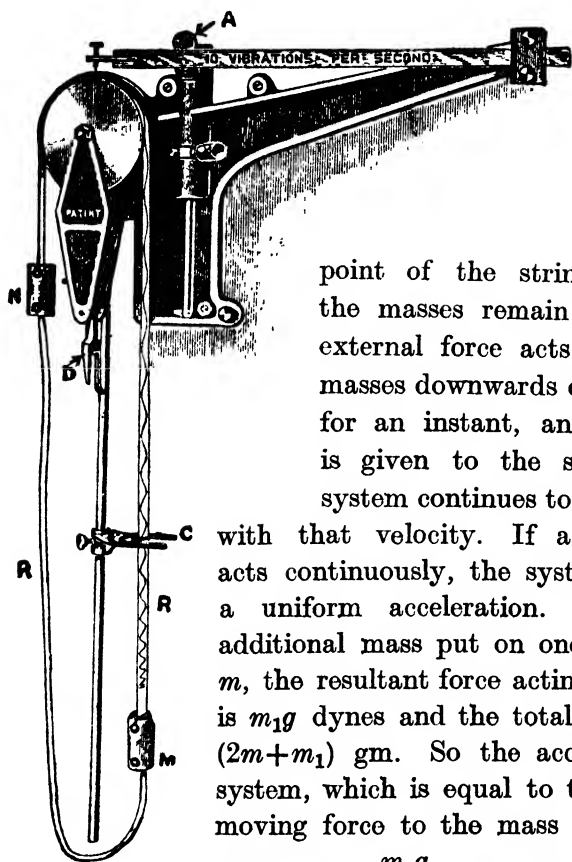 A
10 VIBRATIONS PER SECOND
PATENT
N
D
C
R
R
M
point of the strin
the masses remain
external force acts
masses downwards
for an instant, an
is given to the s
system continues to
with that velocity. If a
acts continuously, the syst
a uniform acceleration.
additional mass put on one
m, the resultant force actin
is m₁g dynes and the total
(2m+m₁) gm. So the acc
system, which is equal to t
moving force to the mass
m g